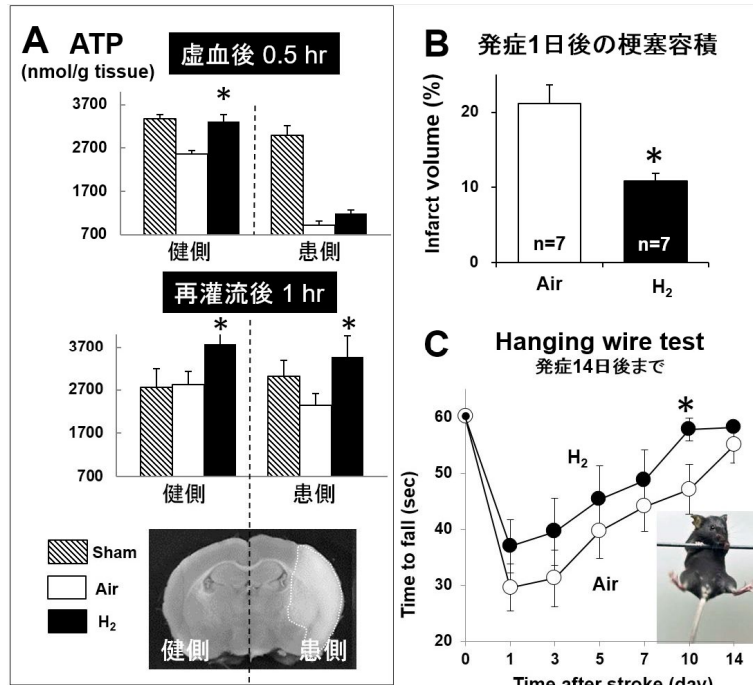 A ATP
(nmol/g tissue)
虚血後 0.5 hr
3700
2700
1700
700
*
健側 患側
再灌流後 1 hr
3700
2700
1700
700
* *
健側 患側
Sham
Air
H2
健側 患側
B 発症1日後の梗塞容積
Infarct volume (%)
20
10
0
*
n=7 n=7
Air H2
C Hanging wire test
発症14日後まで
Time to fall (sec)
60
50
40
30
20
*
H2
Air
0 1 3 5 7 10 14
Time after stroke (day)